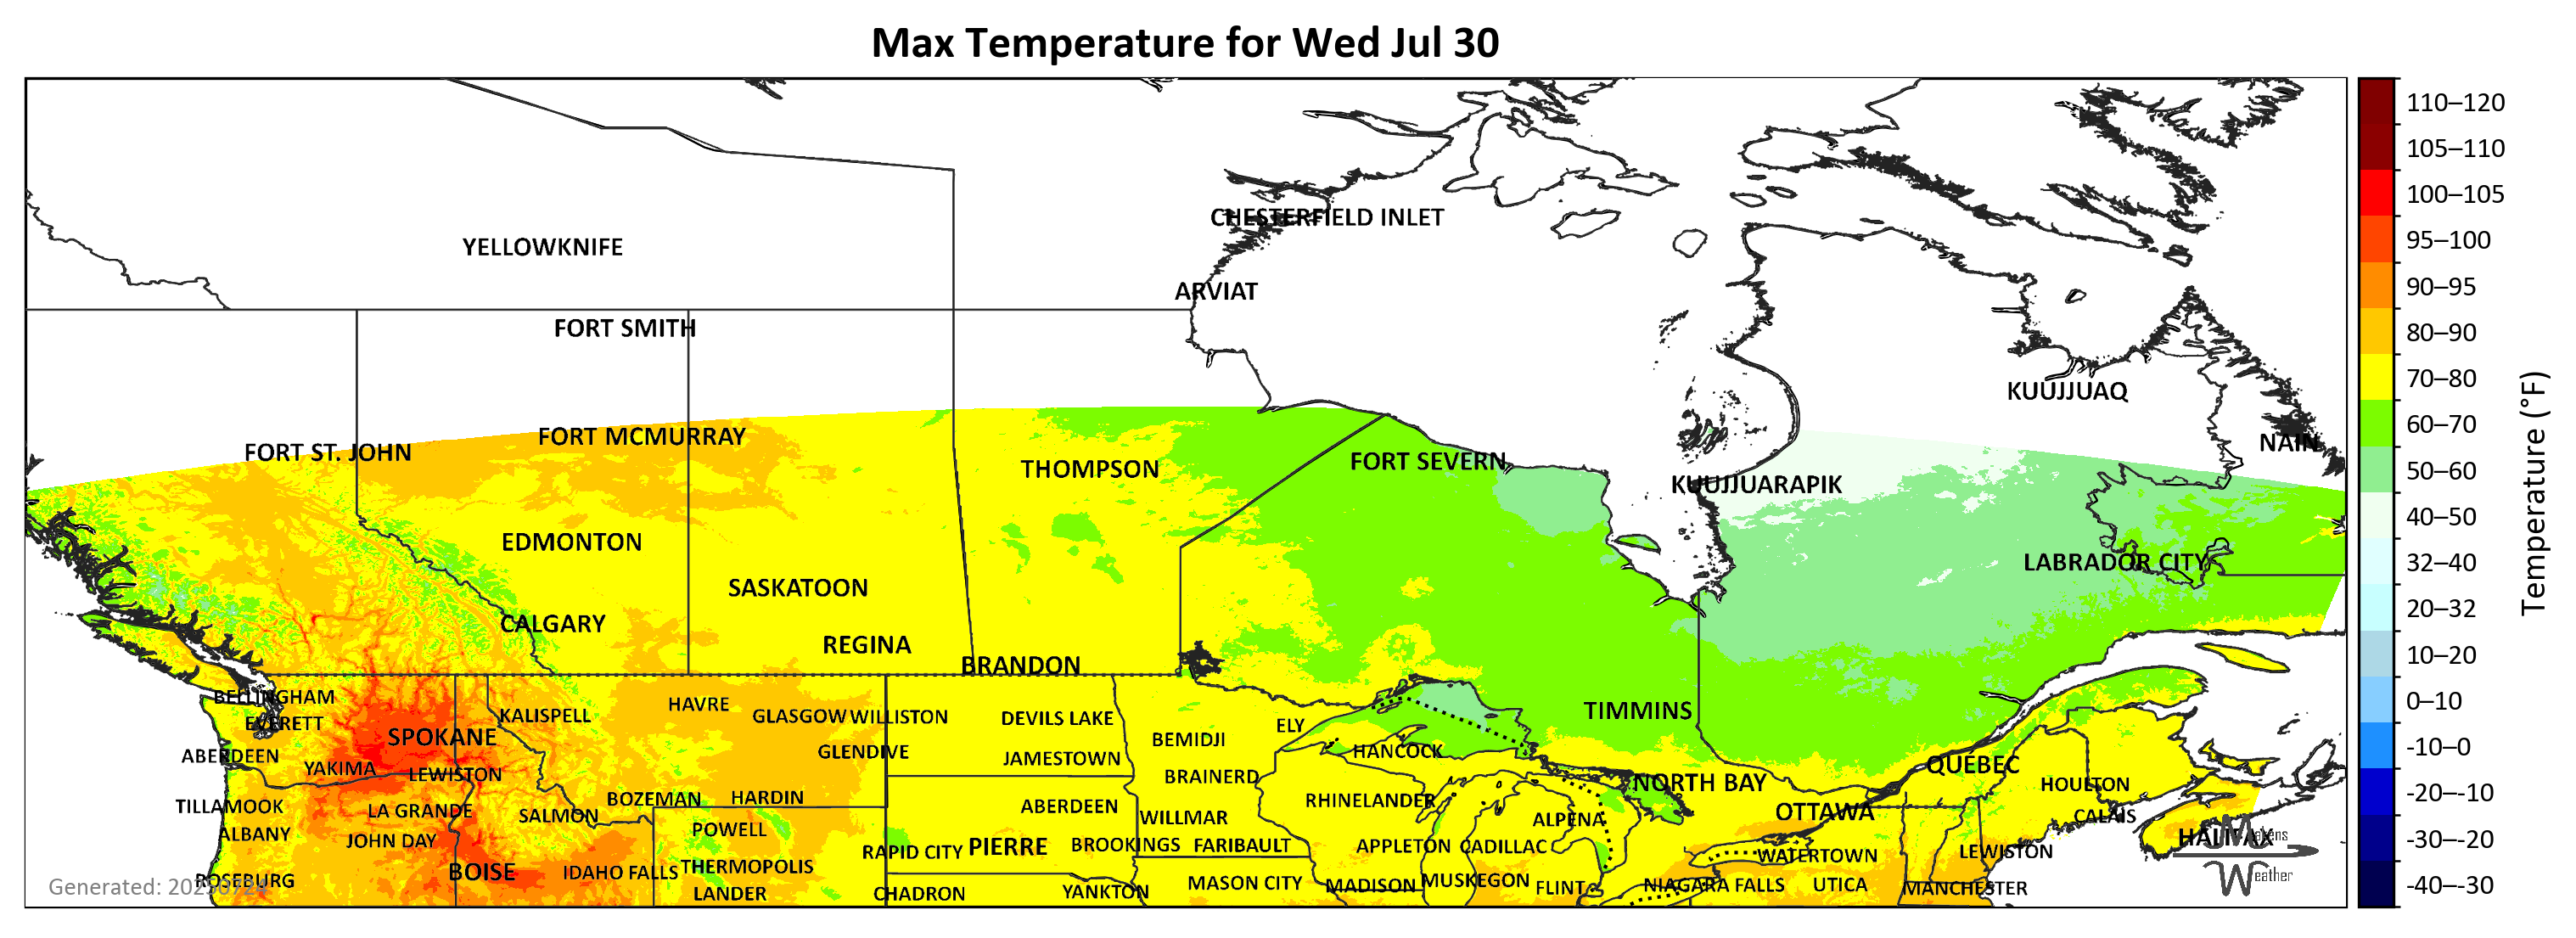 Max Temperature for Wed Jul 30
110–120
105–110
100–105
95–100
90–95
80–90
70–80
60–70
50–60
40–50
32–40
20–32
10–20
0–10
-10–0
-20–-10
-30–-20
-40–-30
Temperature (°F)
CHESTERFIELD INLET
YELLOWKNIFE
ARVIAT
FORT SMITH
KUUJJUAQ
NAIN
FORT MCMURRAY
FORT ST. JOHN
THOMPSON
FORT SEVERN
KUUJJUARAPIK
EDMONTON
LABRADOR CITY
SASKATOON
CALGARY
REGINA
BRANDON
BELLINGHAM
HAVRE
KALISPELL
GLASGOW
WILLISTON
DEVILS LAKE
EVERETT
ELY
TIMMINS
SPOKANE
BEMIDJI
ABERDEEN
GLENDIVE
JAMESTOWN
HANCOCK
YAKIMA
LEWISTON
BRAINERD
QUÉBEC
NORTH BAY
HOULTON
TILLAMOOK
LA GRANDE
SALMON
BOZEMAN
HARDIN
ABERDEEN
WILLMAR
RHINELANDER
ALPENA
OTTAWA
CALAIS
ALBANY
JOHN DAY
POWELL
RAPID CITY
PIERRE
BROOKINGS
FARIBAULT
APPLETON
CADILLAC
WATERTOWN
LEWISTON
HALIFAX
Makens
Weather
ROSEBURG
BOISE
IDAHO FALLS
THERMOPOLIS
LANDER
CHADRON
YANKTON
MASON CITY
MADISON
MUSKEGON
FLINT
NIAGARA FALLS
UTICA
MANCHESTER
Generated: 20250724